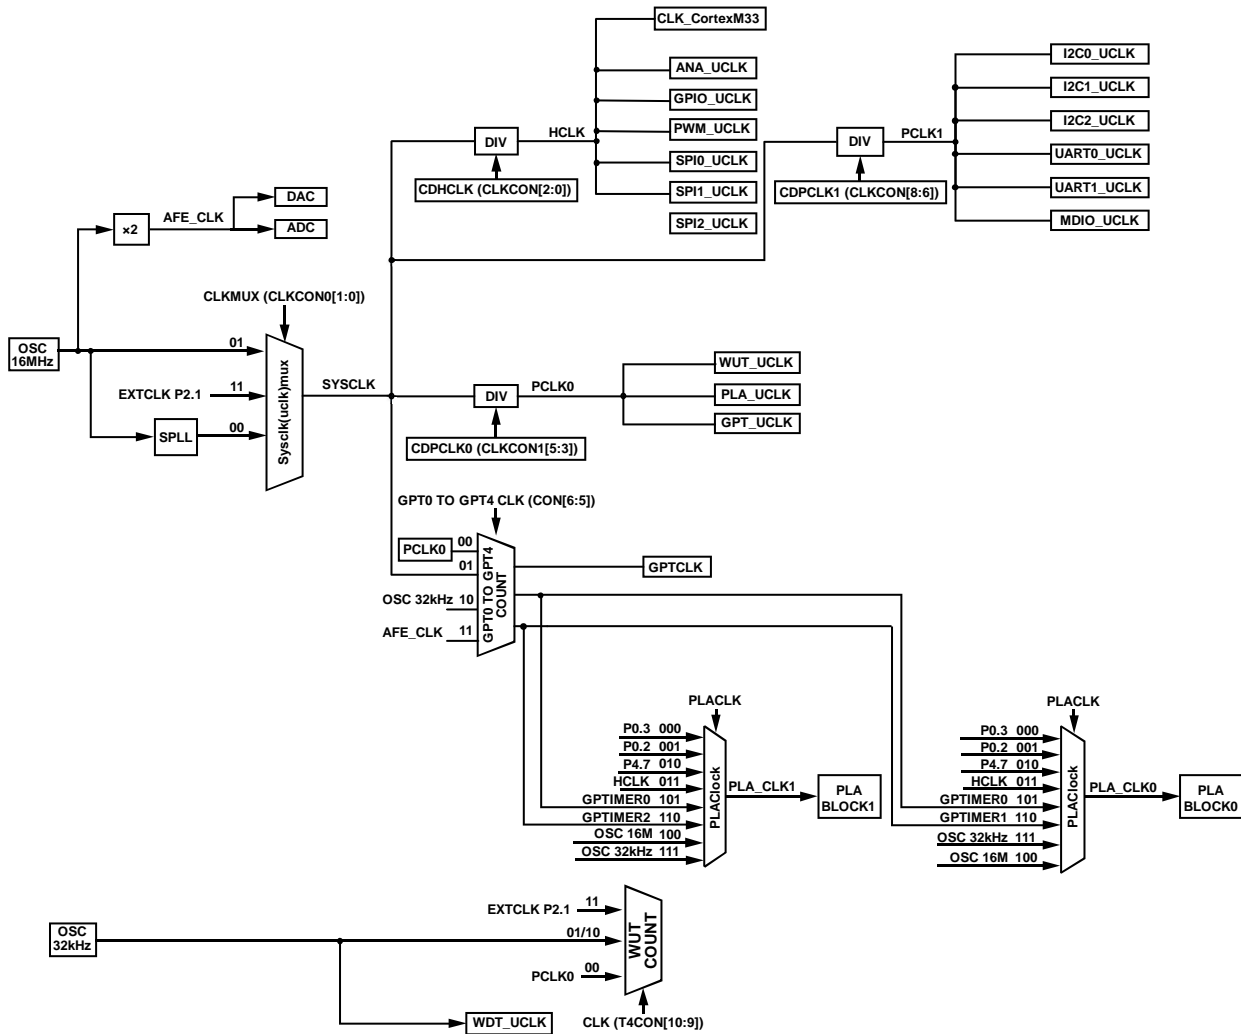 CLK_CortexM33
ANA_UCLK
GPIO_UCLK
PWM_UCLK
SPI0_UCLK
SPI1_UCLK
SPI2_UCLK
HCLK
DIV
CDHCLK (CLKCON[2:0])
I2C0_UCLK
I2C1_UCLK
I2C2_UCLK
UART0_UCLK
UART1_UCLK
MDIO_UCLK
PCLK1
DIV
CDPCLK1 (CLKCON[8:6])
DAC
ADC
AFE_CLK
×2
CLKMUX (CLKCON0[1:0])
OSC
16MHz
01
EXTCLK P2.1
11
SPLL
00
Sysclk(uclk)mux
SYSCLK
DIV
PCLK0
CDPCLK0 (CLKCON1[5:3])
WUT_UCLK
PLA_UCLK
GPT_UCLK
GPT0 TO GPT4 CLK (CON[6:5])
PCLK0
00
01
OSC 32kHz 10
AFE_CLK 11
GPT0 TO GPT4
COUNT
GPTCLK
PLACLK
P0.3 000
P0.2 001
P4.7 010
HCLK 011
GPTIMER0 101
GPTIMER2 110
OSC 16M 100
OSC 32kHz 111
PLAClock
PLA_CLK1
PLA
BLOCK1
PLACLK
P0.3 000
P0.2 001
P4.7 010
HCLK 011
GPTIMER0 101
GPTIMER1 110
OSC 32kHz 111
OSC 16M 100
PLAClock
PLA_CLK0
PLA
BLOCK0
EXTCLK P2.1 11
OSC
32kHz
01/10
PCLK0 00
WUT
COUNT
WDT_UCLK
CLK (T4CON[10:9])